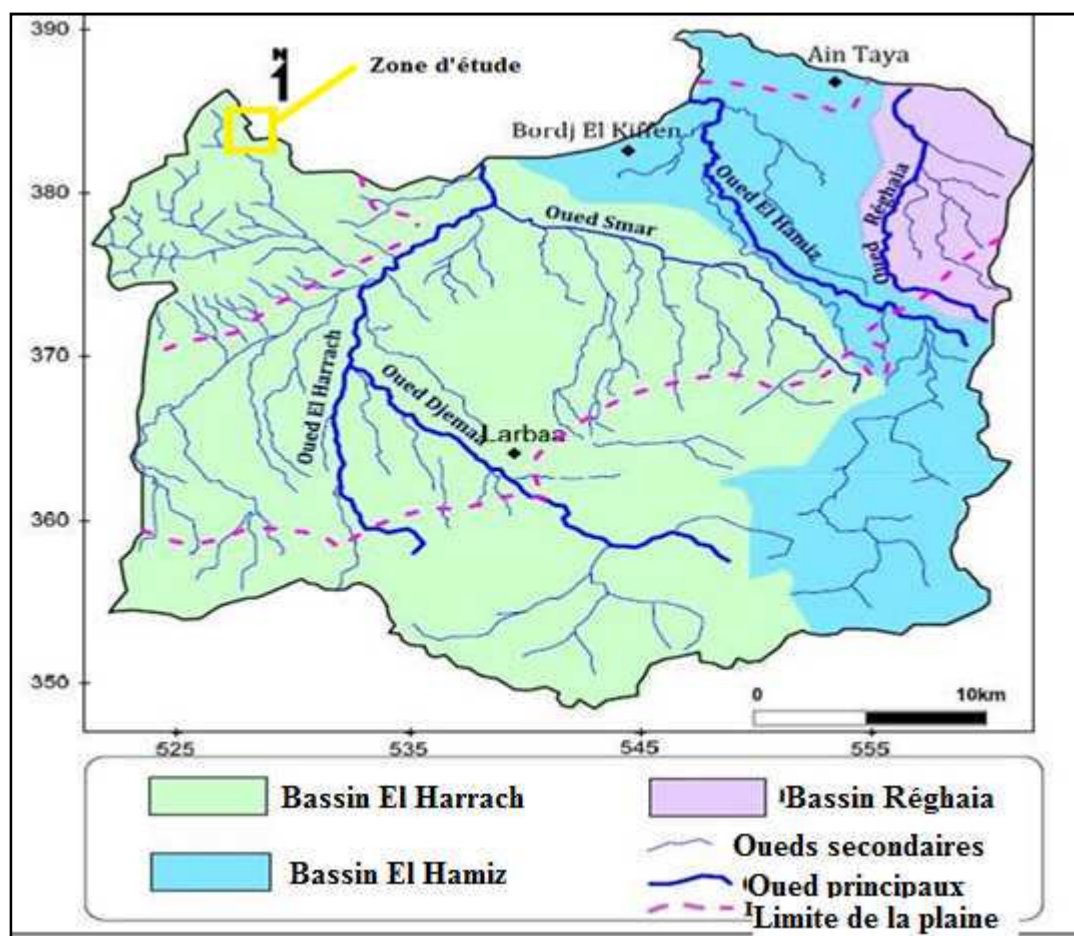 390
N
Zone d'étude
Ain Taya
Bordj El Kiffen
380
Oued Smar
Oued El Hamiz
Oued Réghaia
370
Oued El Harrach
Oued Djemaa
Larbaa
360
350
0 10km
525 535 545 555
Bassin El Harrach
Bassin Réghaia
Oueds secondaires
Bassin El Hamiz
Oued principaux
Limite de la plaine